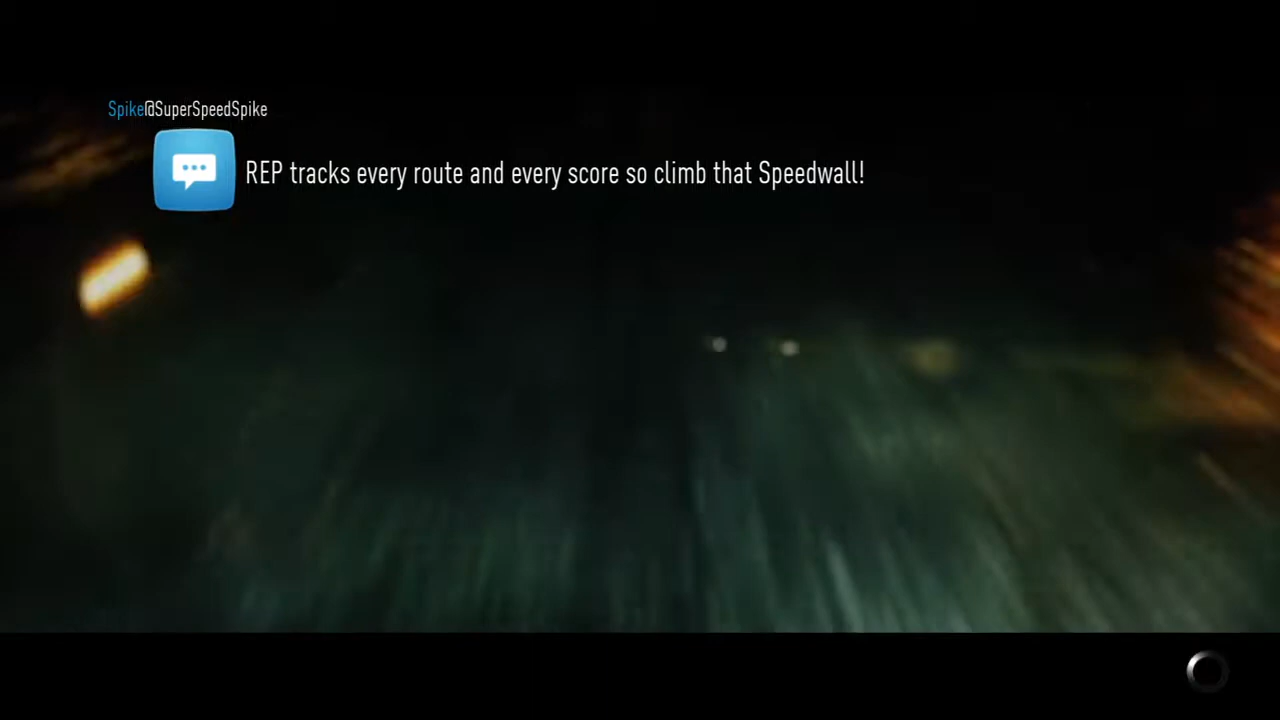 Spike@SuperSpeedSpike
REP tracks every route and every score so climb that Speedwall!